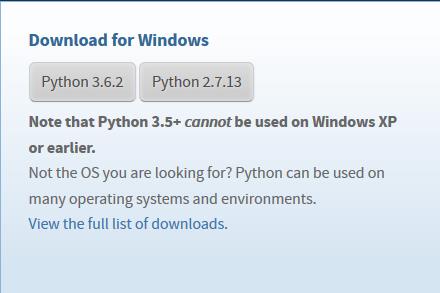 Download for Windows
Python 3.6.2 Python 2.7.13
Note that Python 3.5+ cannot be used on Windows XP
or earlier.
Not the OS you are looking for? Python can be used on
many operating systems and environments.
View the full list of downloads.